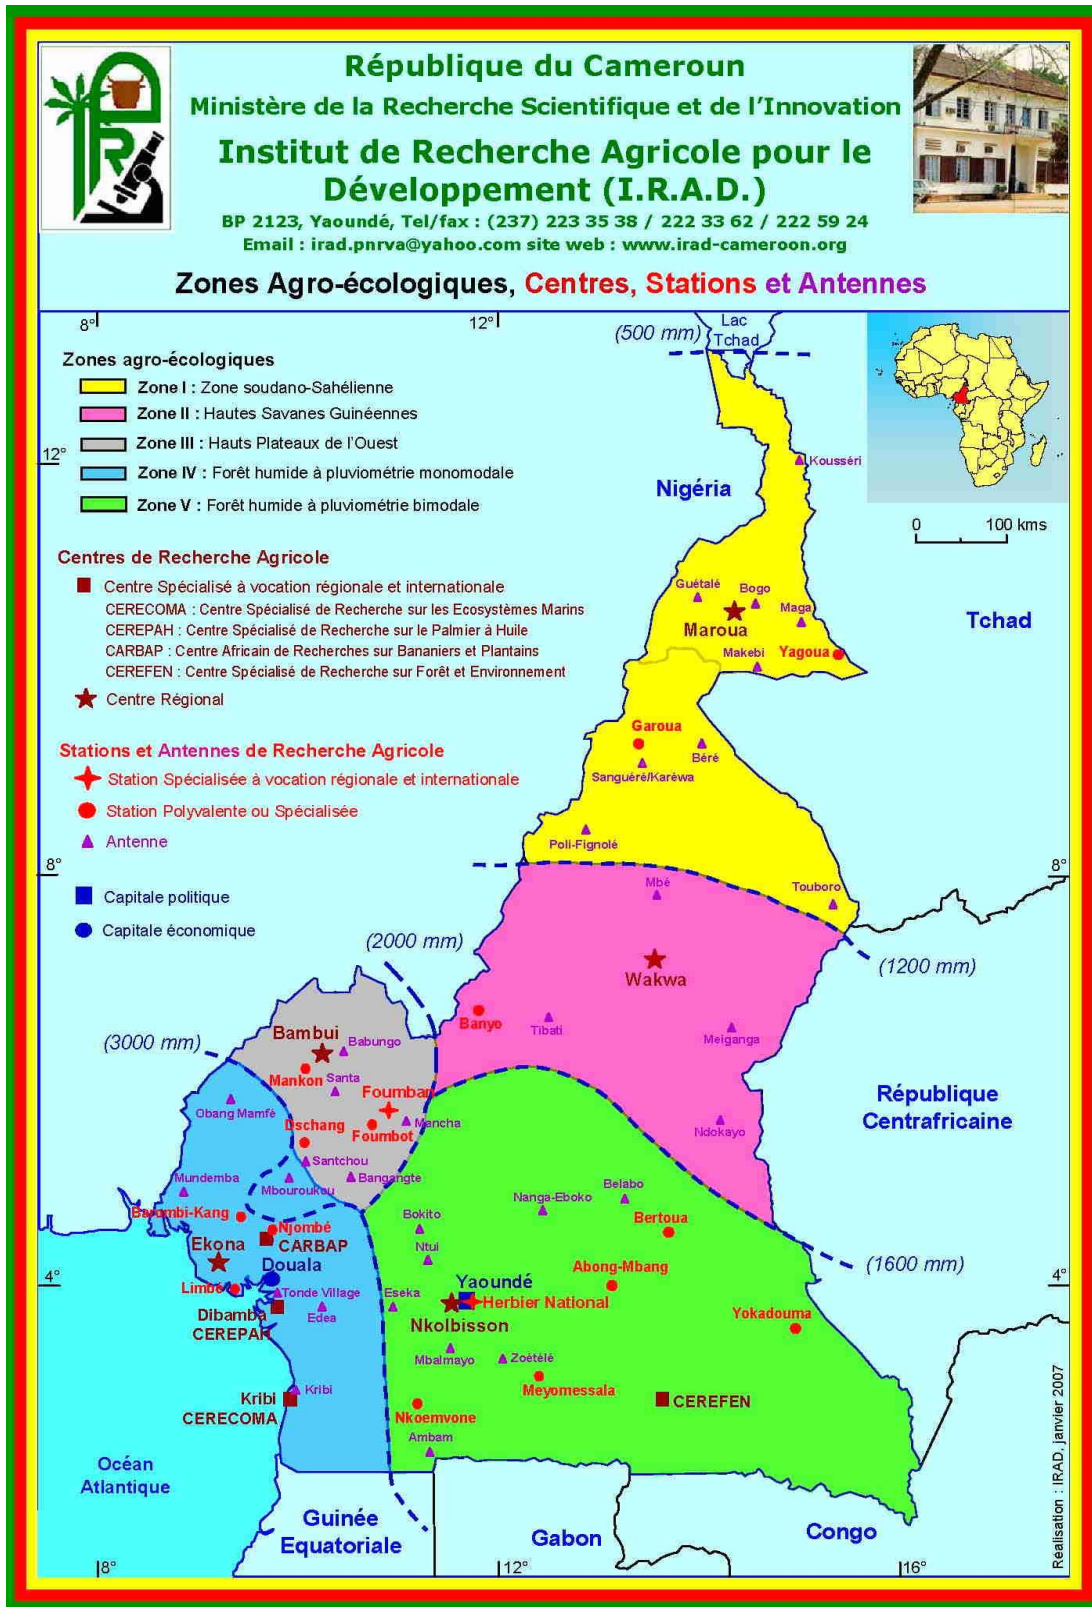 République du Cameroun
Ministère de la Recherche Scientifique et de l'Innovation
Institut de Recherche Agricole pour le
Développement (I.R.A.D.)
BP 2123, Yaoundé, Tel/fax : (237) 223 35 38 / 222 33 62 / 222 59 24
Email : irad.pnrva@yahoo.com site web : www.irad-cameroon.org
Zones Agro-écologiques, Centres, Stations et Antennes
8°
12°
(500 mm)
Lac
Tchad
Zones agro-écologiques
Zone I : Zone soudano-Sahélienne
Zone II : Hautes Savanes Guinéennes
Zone III : Hauts Plateaux de l'Ouest
Zone IV : Forêt humide à pluviométrie monomodale
Zone V : Forêt humide à pluviométrie bimodale
12°
Kousséri
Nigéria
0 100 kms
Centres de Recherche Agricole
Centre Spécialisé à vocation régionale et internationale
CERECOMA : Centre Spécialisé de Recherche sur les Ecosystèmes Marins
CEREPAH : Centre Spécialisé de Recherche sur le Palmier à Huile
CARBAP : Centre Africain de Recherches sur Bananiers et Plantains
CEREFEN : Centre Spécialisé de Recherche sur Forêt et Environnement
Centre Régional
Guétalé
Bogo
Maga
Maroua
Tchad
Makebi
Yagoua
Stations et Antennes de Recherche Agricole
Station Spécialisée à vocation régionale et internationale
Station Polyvalente ou Spécialisée
Antenne
Capitale politique
Capitale économique
Garoua
Béré
Sanguéré/Karéwa
Poli-Fignolé
8°
8°
Mbé
Touboro
(2000 mm)
(1200 mm)
Wakwa
Banyo
Tibati
Meiganga
(3000 mm)
Bambui
Babungo
Mankon
Santa
Foumban
Obang Mamfé
Dschang
Foumbot
Mancha
République
Centrafricaine
Ndokayo
Santchou
Mundemba
Mbouroukou
Bangangte
Nanga-Eboko
Belabo
Barombi-Kang
Njombé
CARBAP
Bokito
Bertoua
Ekona
Ntui
(1600 mm)
Douala
4°
4°
Limbé
Tonde Village
Eseka
Yaoundé
Abong-Mbang
Herbier National
Dibamba
CEREPAH
Edea
Nkolbisson
Yokadouma
Mbalmayo
Zoétélé
Meyomessala
Kribi
Kribi
CERECOMA
Nkoemvone
CEREFEN
Ambam
Océan
Atlantique
Guinée
Equatoriale
Gabon
Congo
Réalisation : IRAD, janvier 2007
8°
12°
16°